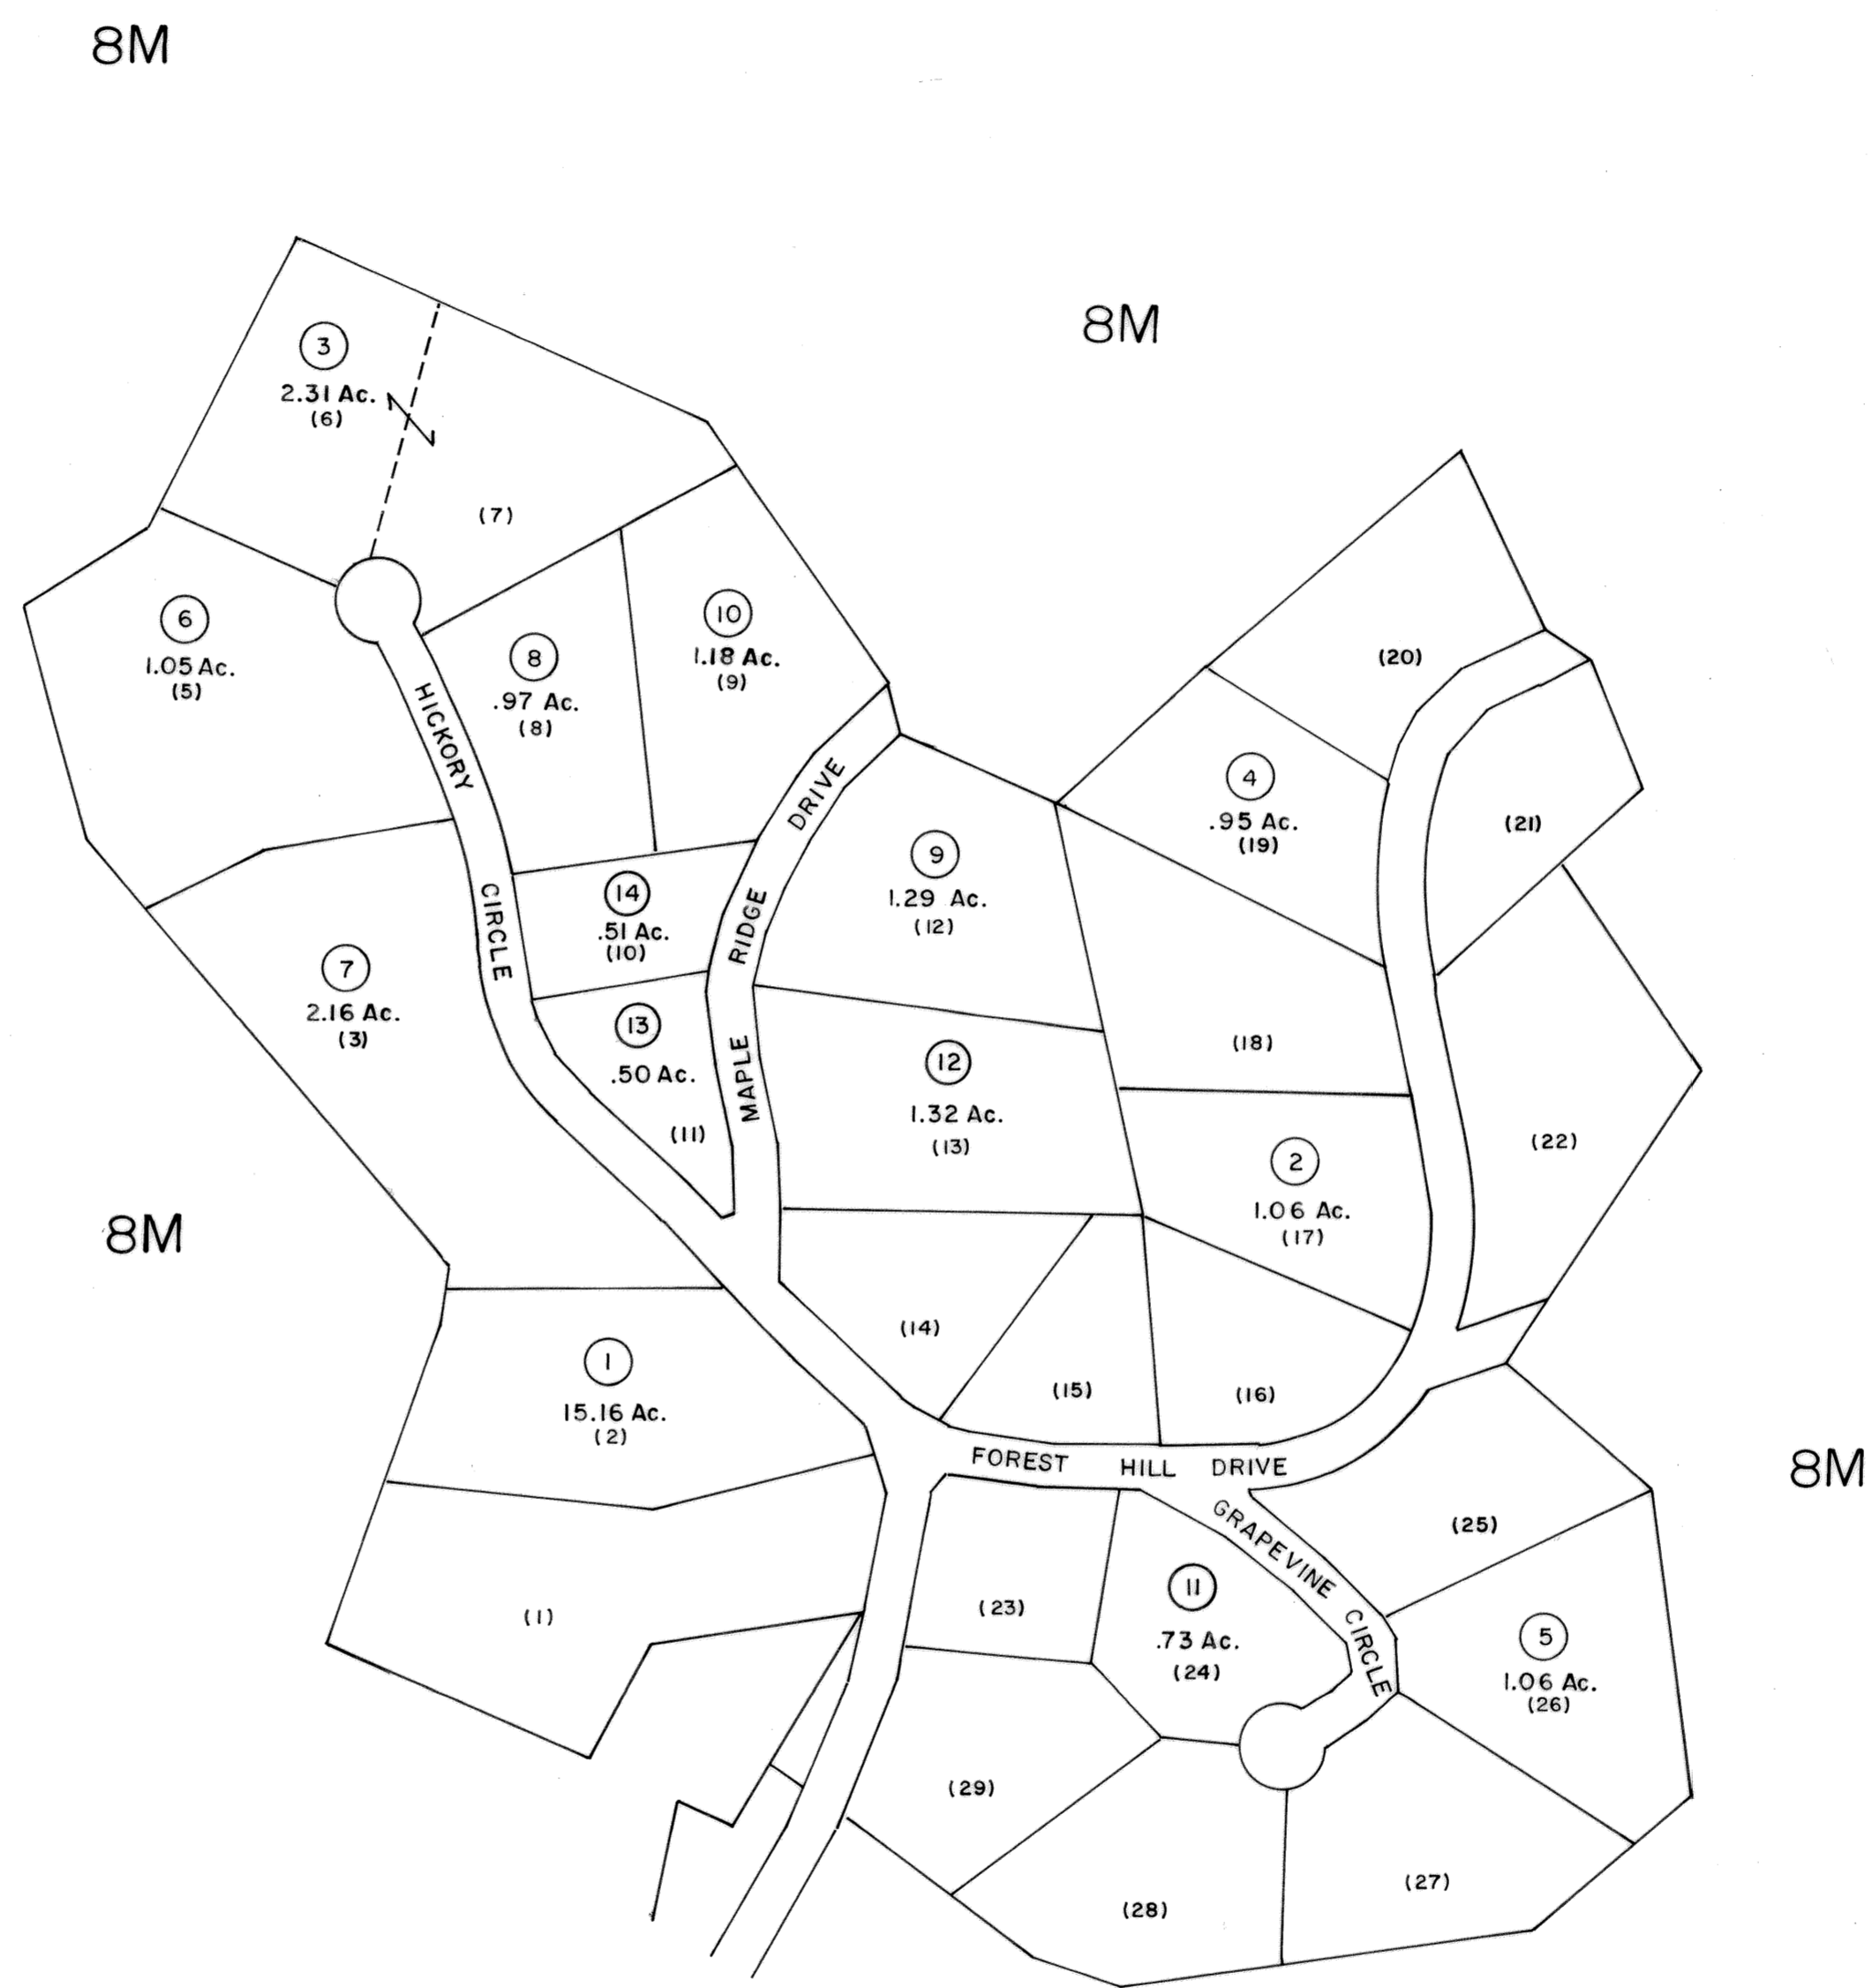 8M
8M
3
2.31 Ac.
(6)
(7)
6
1.05 Ac.
(5)
8
.97 Ac.
(8)
10
1.18 Ac.
(9)
HICKORY CIRCLE
MAPLE RIDGE DRIVE
(20)
4
.95 Ac.
(19)
(21)
9
1.29 Ac.
(12)
14
.51 Ac.
(10)
7
2.16 Ac.
(3)
13
.50 Ac.
(11)
12
1.32 Ac.
(13)
(18)
2
1.06 Ac.
(17)
(22)
8M
1
15.16 Ac.
(2)
(14)
(15)
(16)
FOREST HILL DRIVE
8M
GRAPEVINE CIRCLE
(25)
(1)
(23)
11
.73 Ac.
(24)
5
1.06 Ac.
(26)
(29)
(28)
(27)